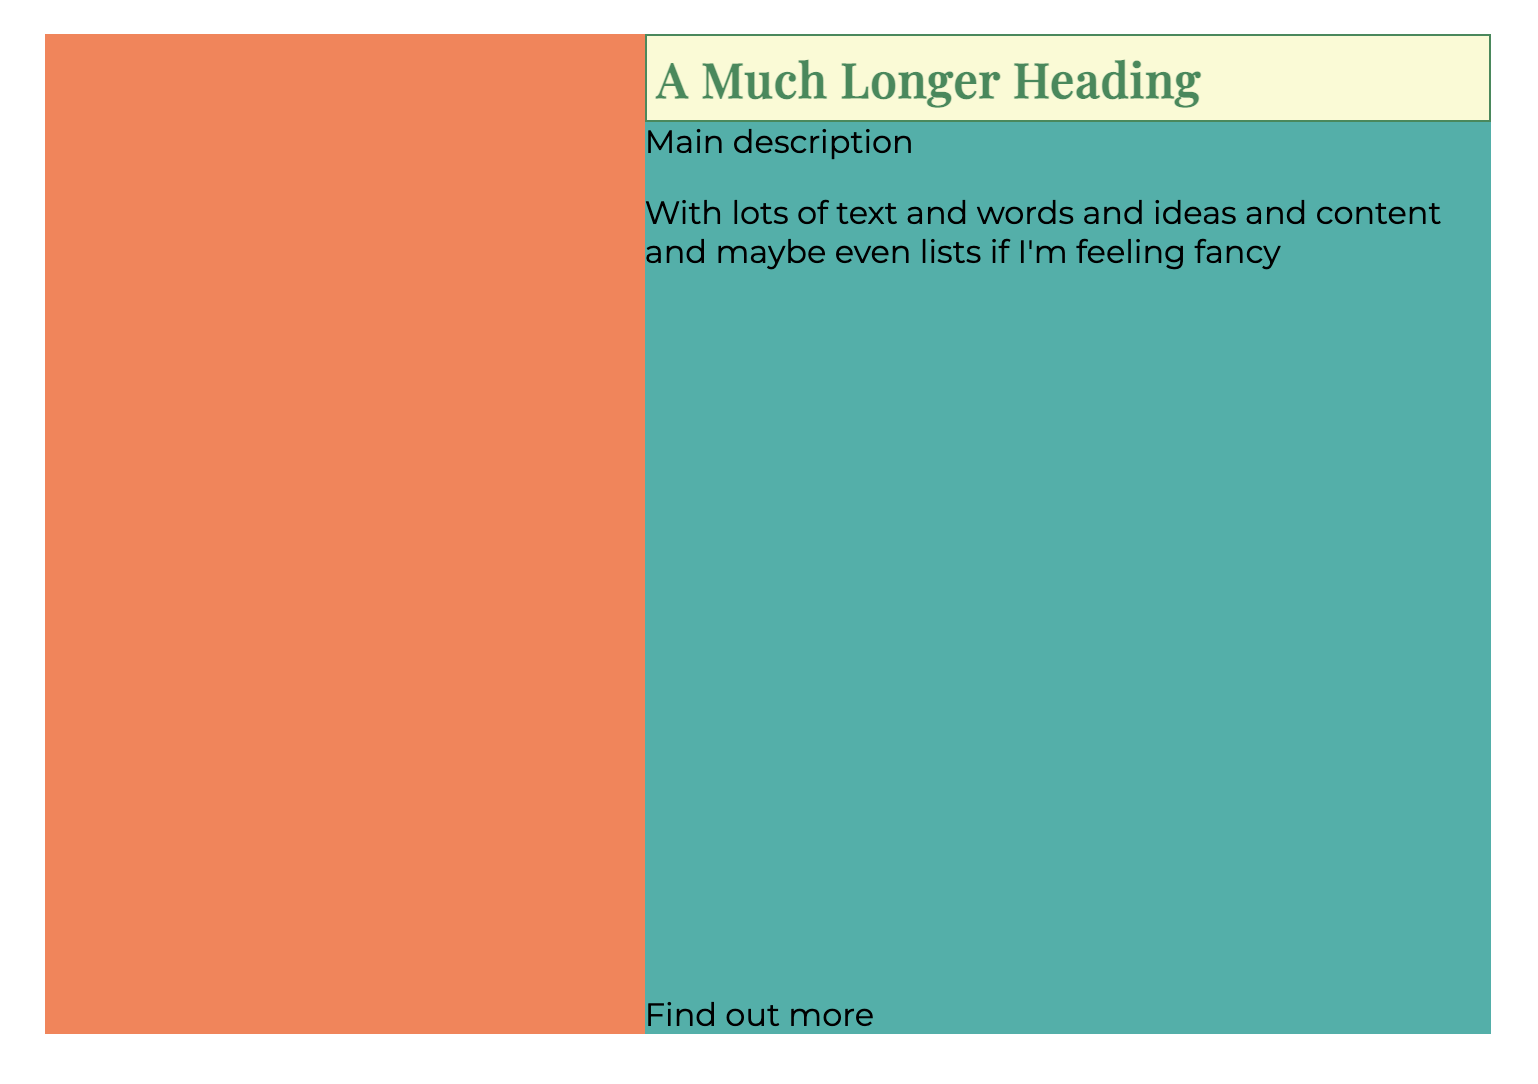 A Much Longer Heading
Main description
With lots of text and words and ideas and content
and maybe even lists if I'm feeling fancy
Find out more